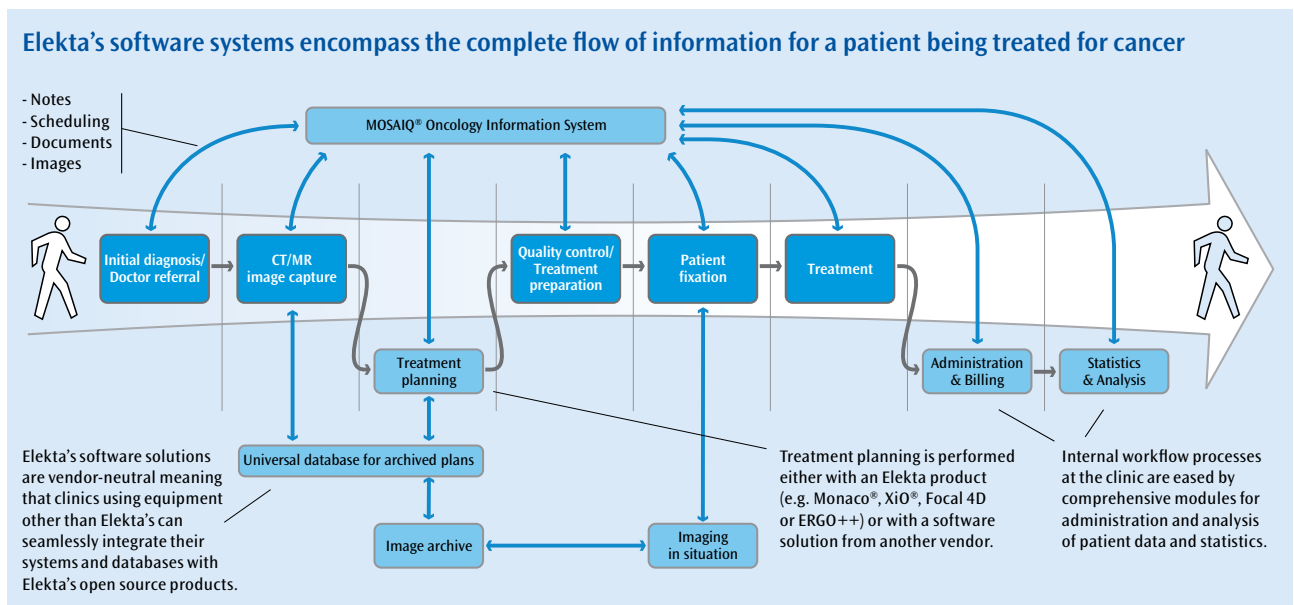 Elekta’s software systems encompass the complete flow of information for a patient being treated for cancer
- Notes
- Scheduling
- Documents
- Images
MOSAIQ® Oncology Information System
Initial diagnosis/
Doctor referral
CT/MR
image capture
Quality control/
Treatment
preparation
Patient
fixation
Treatment
Treatment
planning
Administration
& Billing
Statistics
& Analysis
Universal database for archived plans
Image archive
Imaging
in situation
Elekta’s software solutions
are vendor-neutral meaning
that clinics using equipment
other than Elekta’s can
seamlessly integrate their
systems and databases with
Elekta’s open source products.
Treatment planning is performed
either with an Elekta product
(e.g. Monaco®, XiO®, Focal 4D
or ERGO++) or with a software
solution from another vendor.
Internal workflow processes
at the clinic are eased by
comprehensive modules for
administration and analysis
of patient data and statistics.